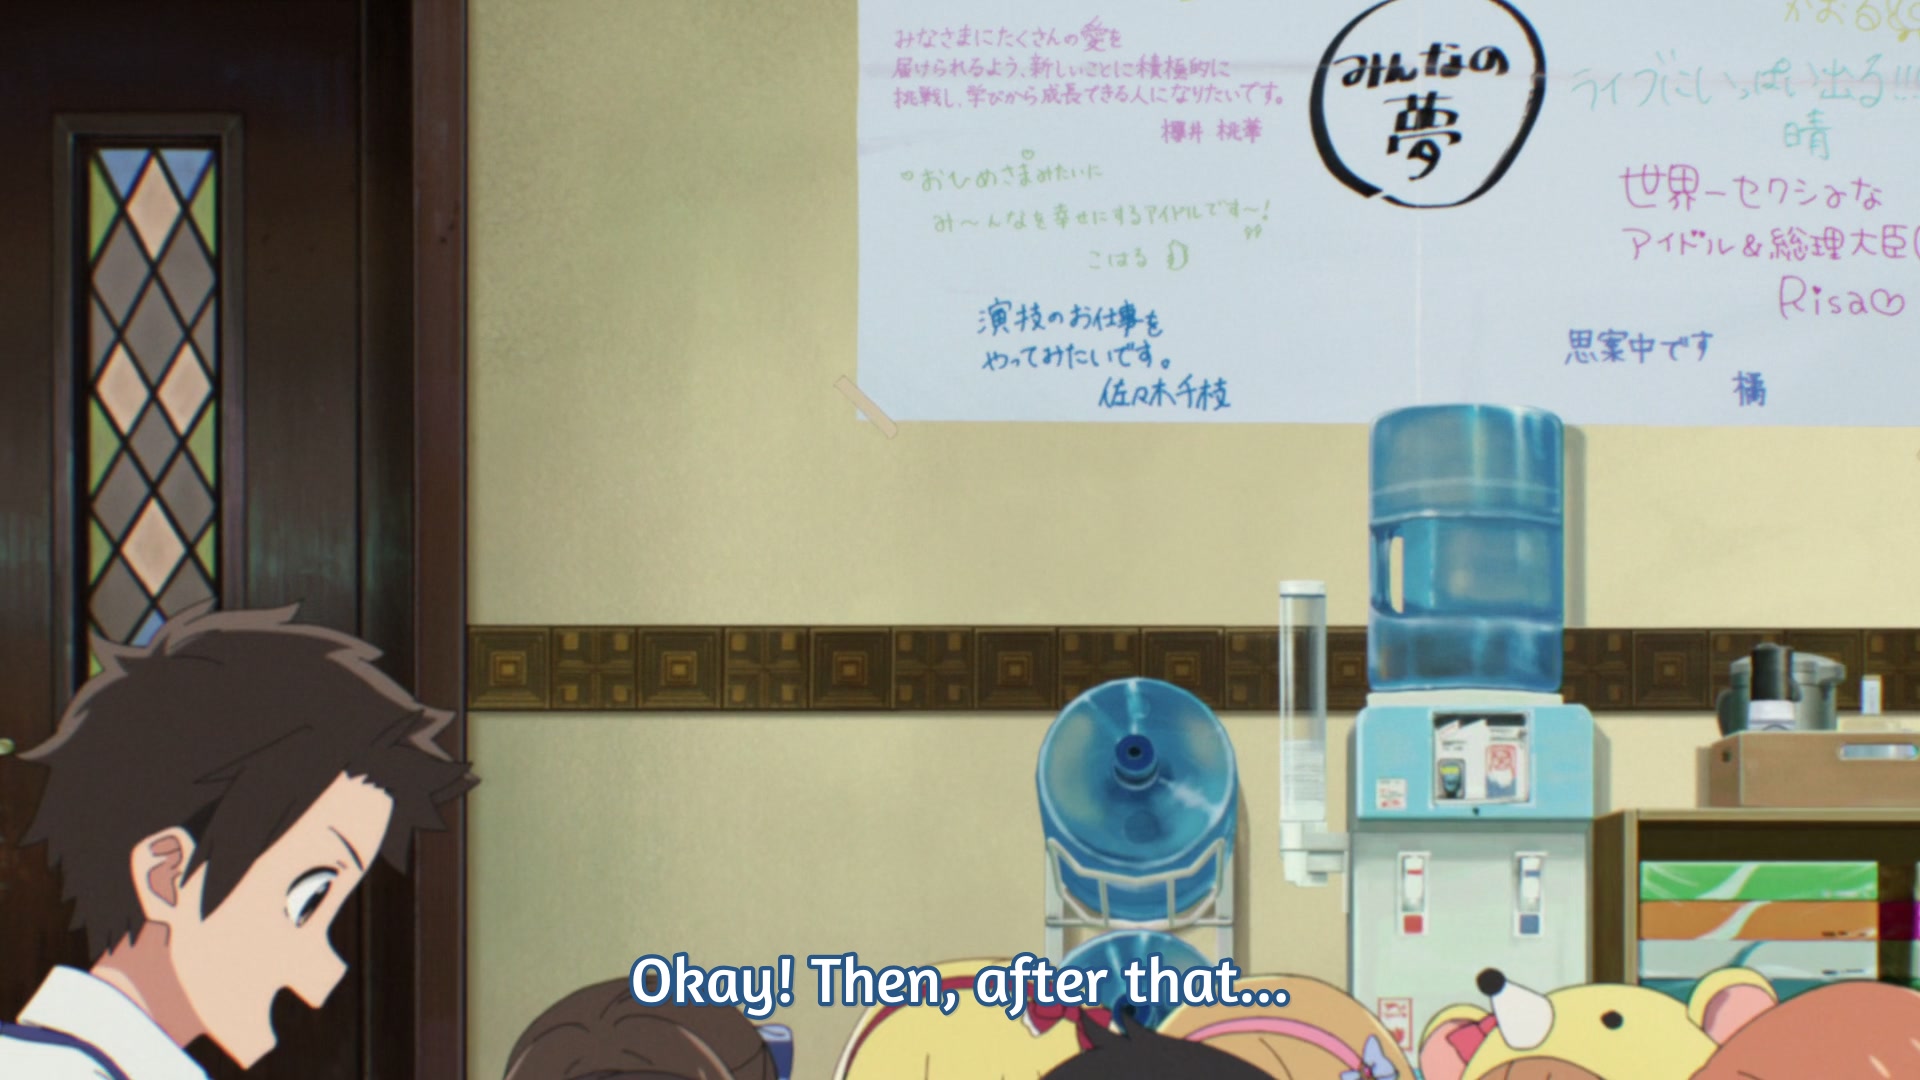 みなさまにたくさんの愛を
届けられるよう、新しいことに積極的に
挑戦し、学びから成長できる人になりたいです。
櫻井 桃華
♡おひめさまみたいに
み〜んなを幸せにするアイドルです〜!
こはる
演技のお仕事を
やってみたいです。
佐々木千枝
みんなの
夢
かおる
ライブにいっぱい出る!!!
晴
世界一セクシーな
アイドル&総理大臣
Risa♡
思案中です
橘
Okay! Then, after that...